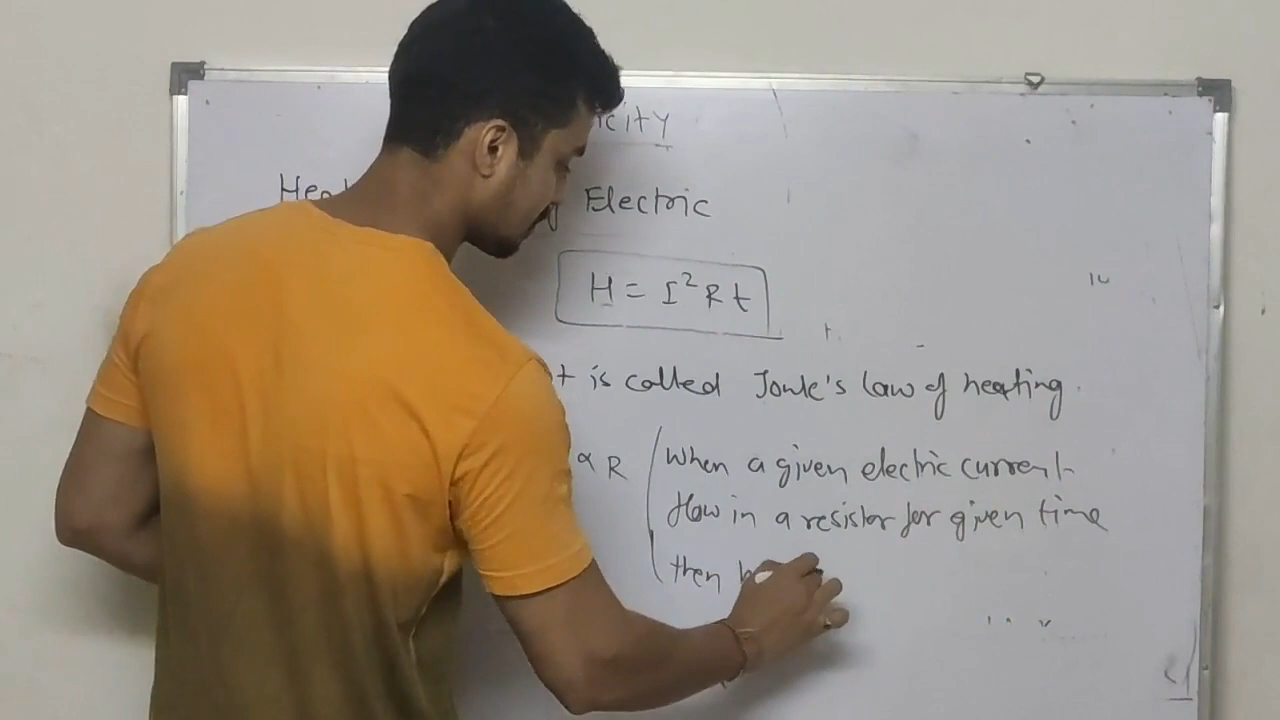 icity
Hea Electric
H = I²Rt
t is called Joule's Law of heating.
∝ R
When a given electric current
flow in a resistor for given time
then h